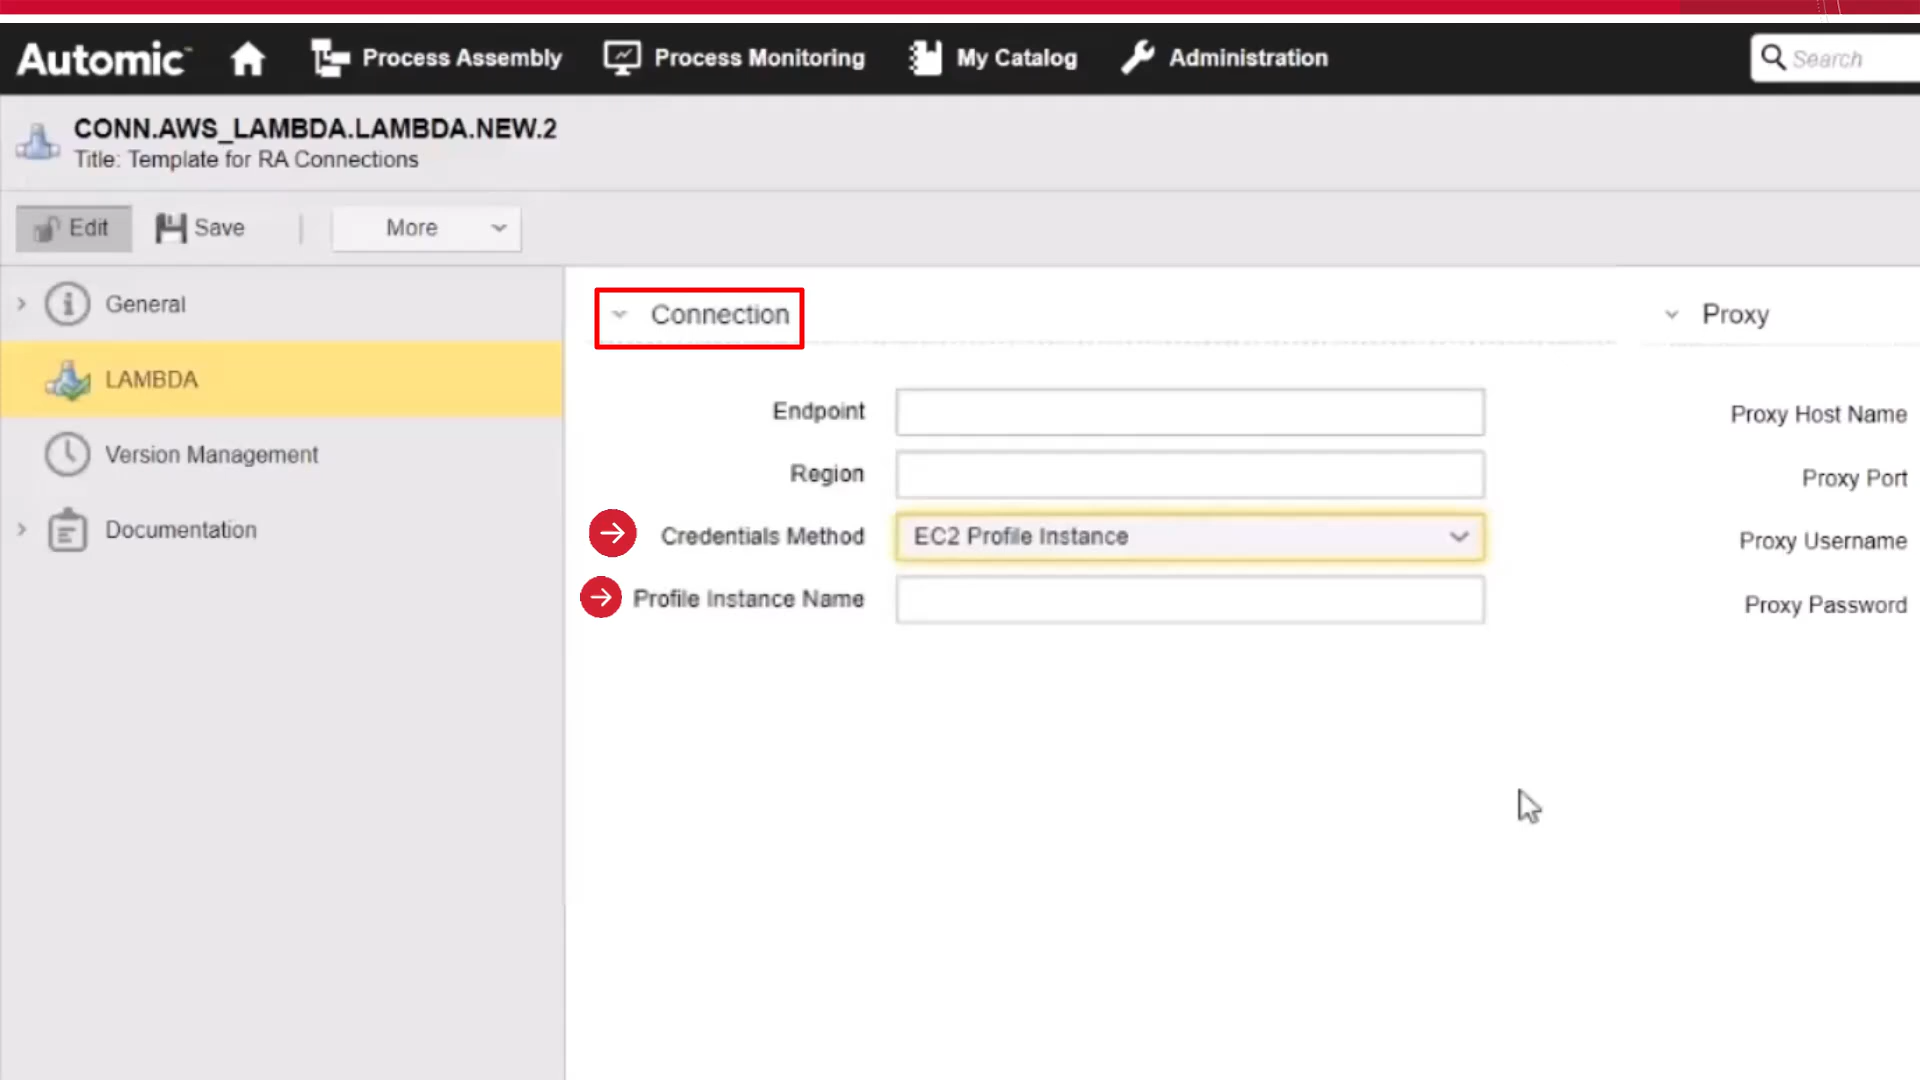 Automic™ Process Assembly Process Monitoring My Catalog Administration Search
CONN.AWS_LAMBDA.LAMBDA.NEW.2
Title: Template for RA Connections
Edit Save More
General
LAMBDA
Version Management
Documentation
Connection
Endpoint
Region
Credentials Method EC2 Profile Instance
Profile Instance Name
Proxy
Proxy Host Name
Proxy Port
Proxy Username
Proxy Password